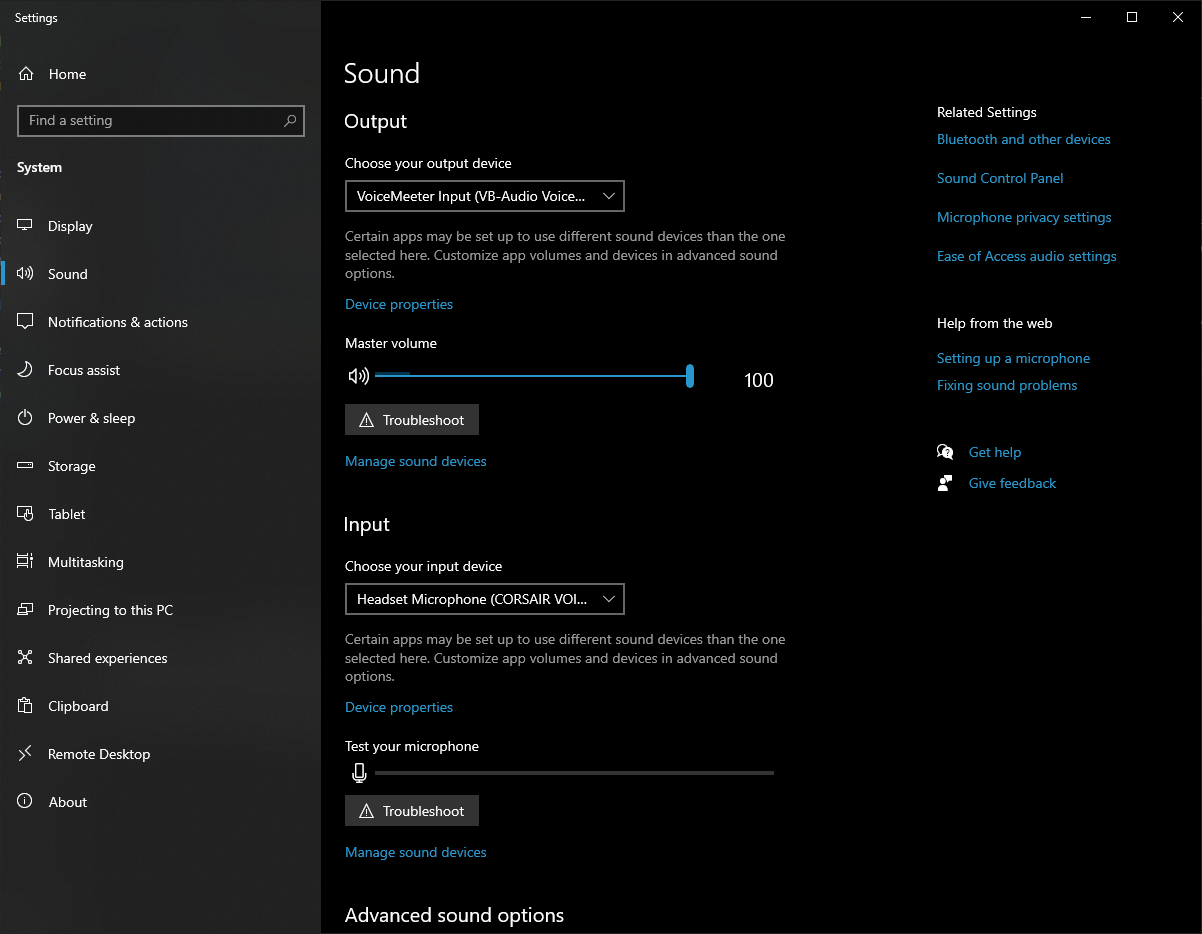 Settings
Home
Find a setting
System
Display
Sound
Notifications & actions
Focus assist
Power & sleep
Storage
Tablet
Multitasking
Projecting to this PC
Shared experiences
Clipboard
Remote Desktop
About
Sound
Output
Choose your output device
VoiceMeeter Input (VB-Audio Voice...
Certain apps may be set up to use different sound devices than the one
selected here. Customize app volumes and devices in advanced sound
options.
Device properties
Master volume
100
Troubleshoot
Manage sound devices
Input
Choose your input device
Headset Microphone (CORSAIR VOI...
Certain apps may be set up to use different sound devices than the one
selected here. Customize app volumes and devices in advanced sound
options.
Device properties
Test your microphone
Troubleshoot
Manage sound devices
Advanced sound options
Related Settings
Bluetooth and other devices
Sound Control Panel
Microphone privacy settings
Ease of Access audio settings
Help from the web
Setting up a microphone
Fixing sound problems
Get help
Give feedback